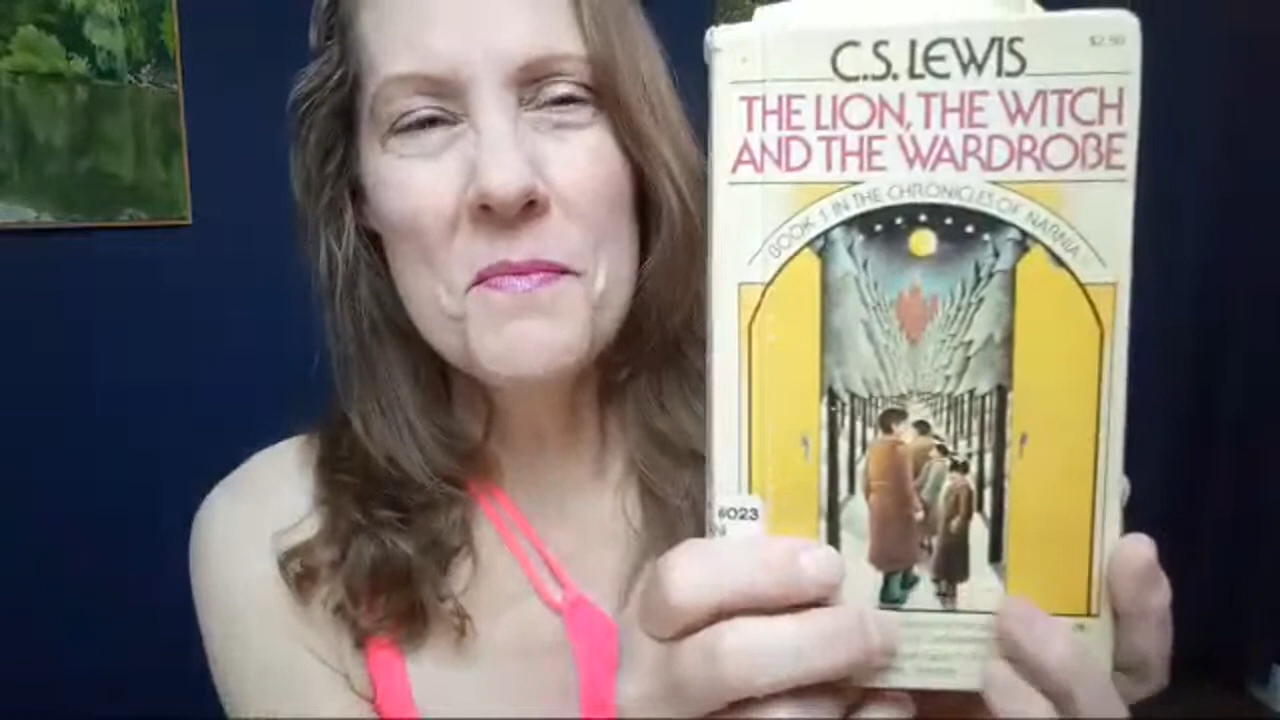 C.S. LEWIS
$2.50
THE LION, THE WITCH
AND THE WARDROBE
BOOK 1 IN THE CHRONICLES OF NARNIA
6023